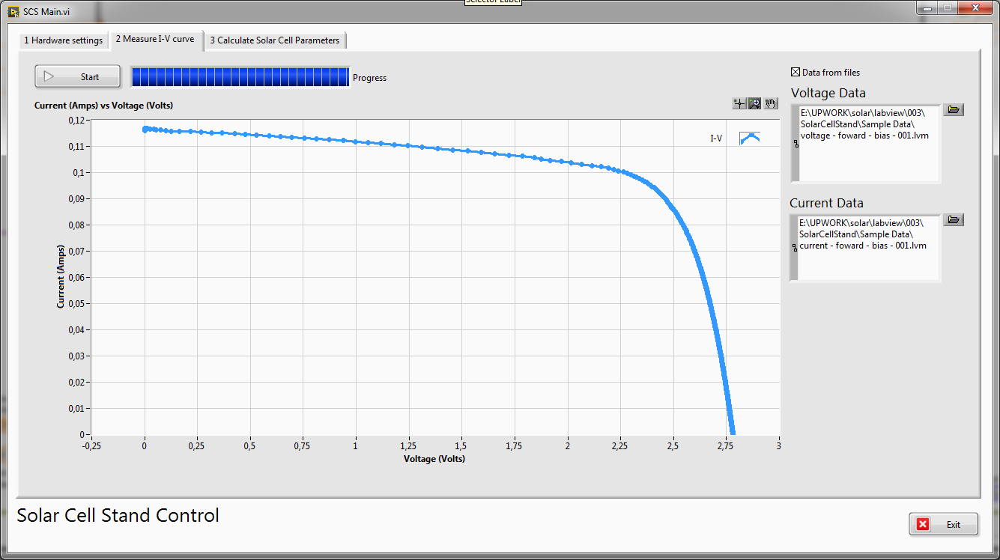 Selector Label
SCS Main.vi
1 Hardware settings
2 Measure I-V curve
3 Calculate Solar Cell Parameters
Start
Progress
Data from files
Voltage Data
E:\UPWORK\solar\labview\003\
SolarCellStand\Sample Data\
voltage - foward - bias - 001.lvm
Current (Amps) vs Voltage (Volts)
I-V
Current Data
E:\UPWORK\solar\labview\003\
SolarCellStand\Sample Data\
current - foward - bias - 001.lvm
Current (Amps)
0,12
0,11
0,1
0,09
0,08
0,07
0,06
0,05
0,04
0,03
0,02
0,01
0
-0,25 0 0,25 0,5 0,75 1 1,25 1,5 1,75 2 2,25 2,5 2,75 3
Voltage (Volts)
Solar Cell Stand Control
Exit